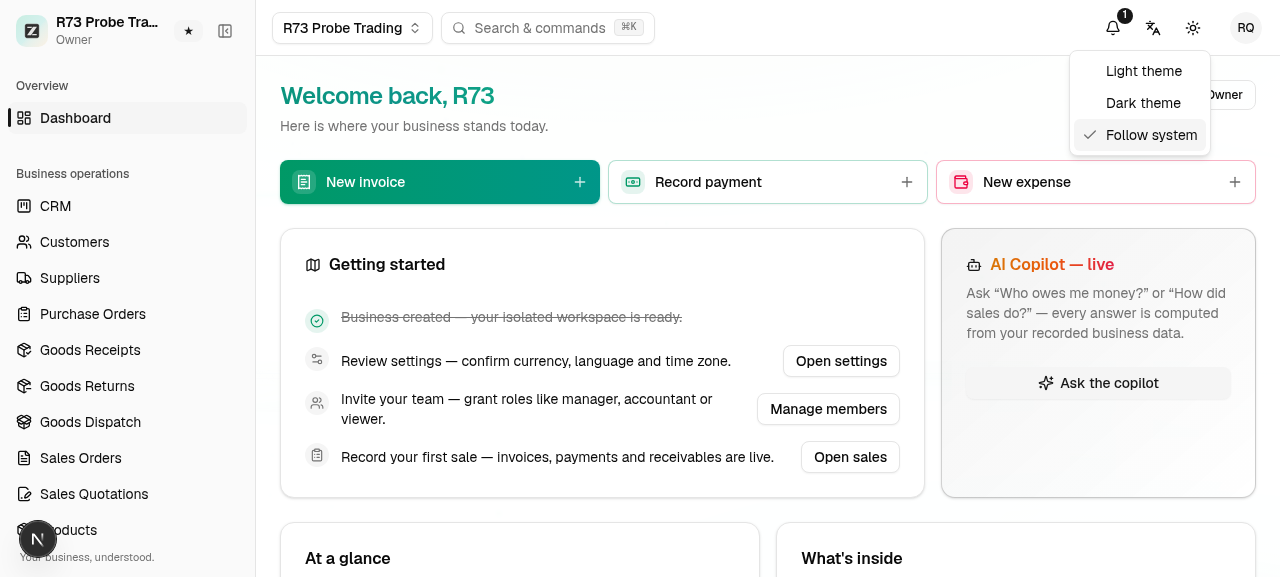 R73 Probe Tra...
Owner
★
Overview
Dashboard
Business operations
CRM
Customers
Suppliers
Purchase Orders
Goods Receipts
Goods Returns
Goods Dispatch
Sales Orders
Sales Quotations
N
Your business, understood.
R73 Probe Trading
Search & commands ⌘K
1
RQ
Light theme
Dark theme
Follow system
Owner
Welcome back, R73
Here is where your business stands today.
New invoice
Record payment
New expense
Getting started
Business created — your isolated workspace is ready.
Review settings — confirm currency, language and time zone.
Open settings
Invite your team — grant roles like manager, accountant or
viewer.
Manage members
Record your first sale — invoices, payments and receivables are live.
Open sales
AI Copilot — live
Ask “Who owes me money?” or “How did
sales do?” — every answer is computed
from your recorded business data.
Ask the copilot
At a glance
What's inside